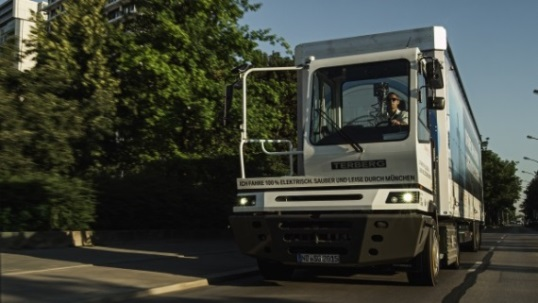 TERBERG
ICH FAHRE 100% ELEKTRISCH. SAUBER UND LEISE DURCH MÜNCHEN